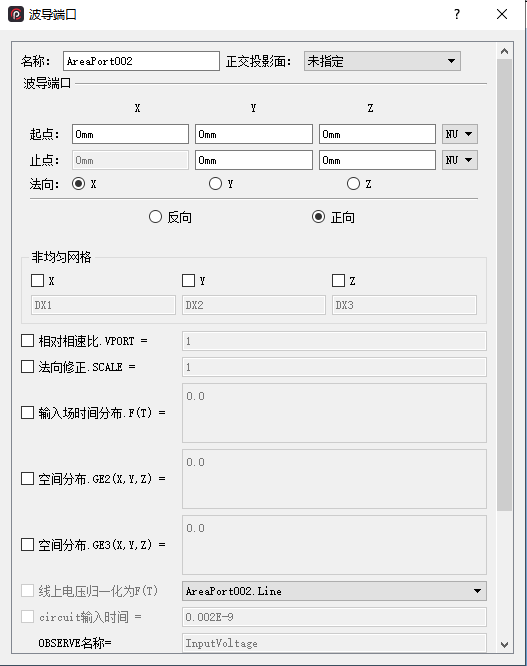 波导端口
名称： AreaPort002 正交投影面： 未指定
波导端口
X Y Z
起点： 0mm 0mm 0mm NU
止点： 0mm 0mm 0mm NU
法向： X Y Z
反向 正向
非均匀网格
X Y Z
DX1 DX2 DX3
相对相速比.VPORT = 1
法向修正.SCALE = 1
输入场时间分布.F(T) = 0.0
空间分布.GE2(X,Y,Z) = 0.0
空间分布.GE3(X,Y,Z) = 0.0
线上电压归一化为F(T) AreaPort002.Line
circuit输入时间 = 0.002E-9
OBSERVE名称= InputVoltage